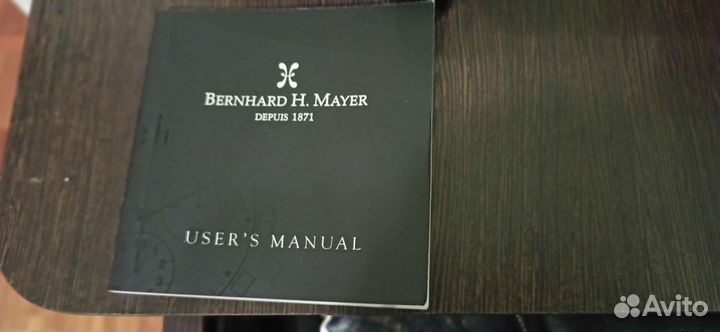 BERNHARD H. MAYER
DEPUIS 1871
USER'S MANUAL
Avito